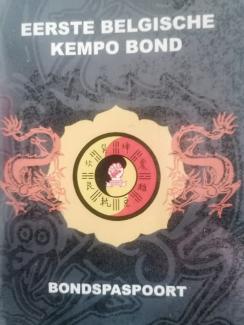 EERSTE BELGISCHE
KEMPO BOND
BONDSPASPOORT